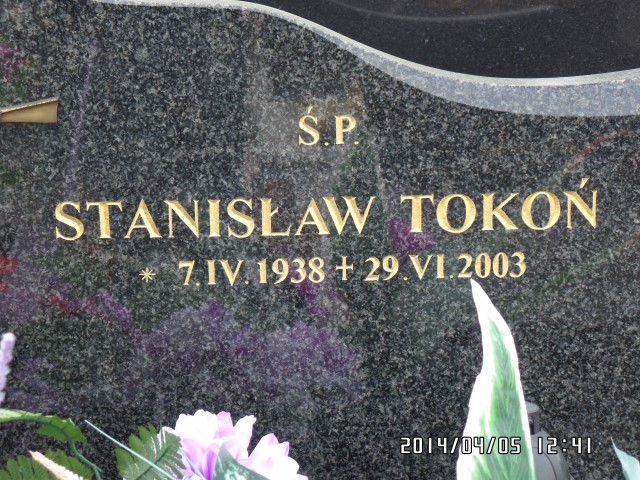 Ś.P.
STANISŁAW TOKOŃ
* 7.IV.1938 + 29.VI.2003
2014/04/05 12:41